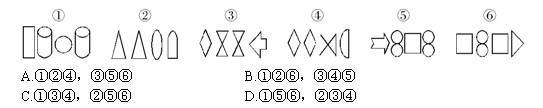 ① ② ③ ④ ⑤ ⑥
A.①②④，③⑤⑥ B.①②⑥，③④⑤
C.①③④，②⑤⑥ D.①⑤⑥，②③④